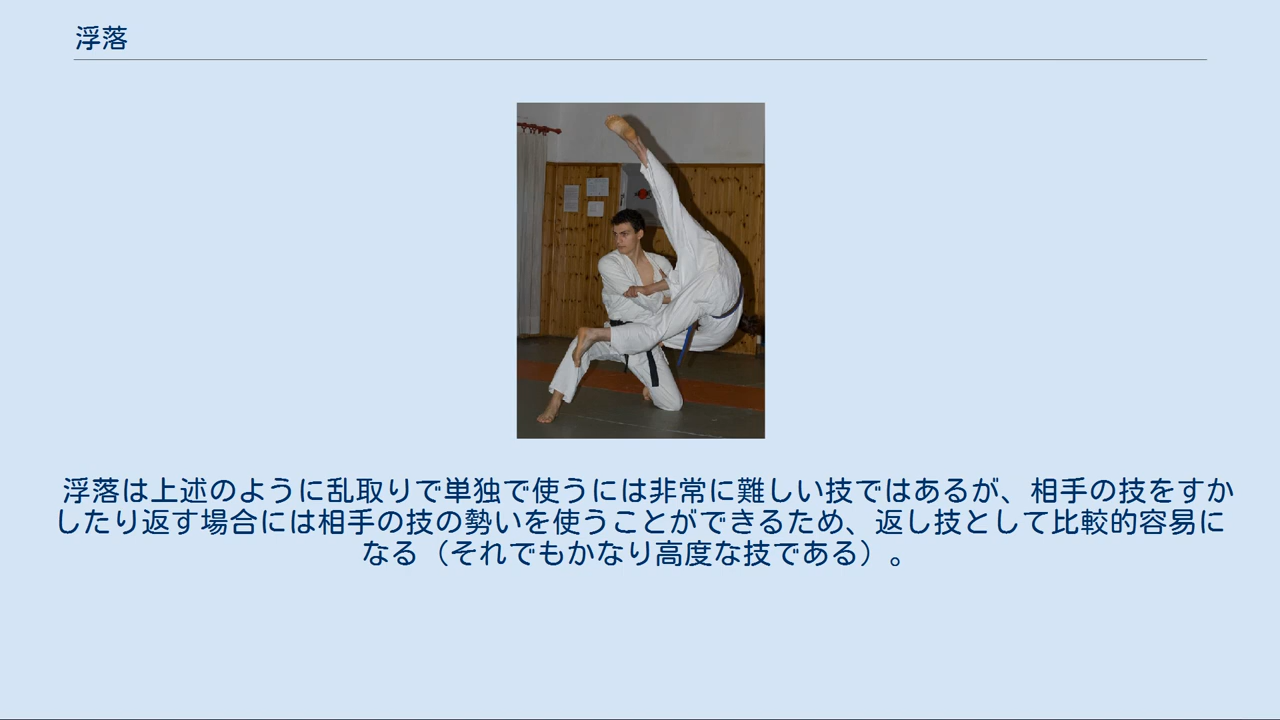 浮落
浮落は上述のように乱取りで単独で使うには非常に難しい技ではあるが、相手の技をすか
したり返す場合には相手の技の勢いを使うことができるため、返し技として比較的容易に
なる（それでもかなり高度な技である）。